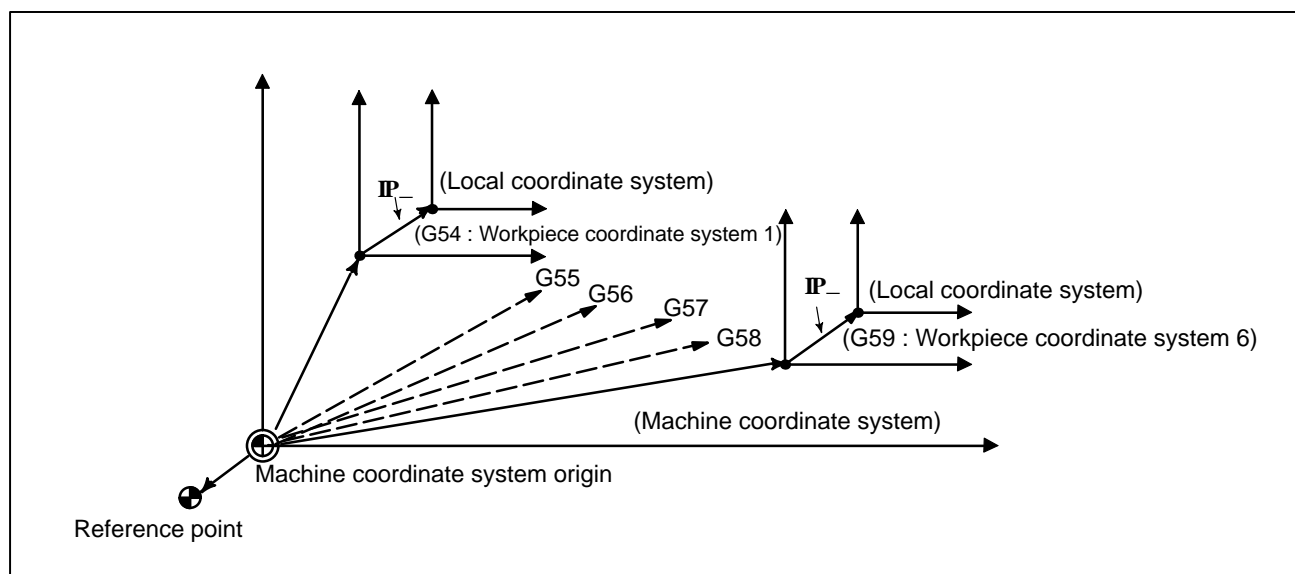 IP_
(Local coordinate system)
(G54 : Workpiece coordinate system 1)
G55
G56
G57
G58
IP_
(Local coordinate system)
(G59 : Workpiece coordinate system 6)
(Machine coordinate system)
Machine coordinate system origin
Reference point